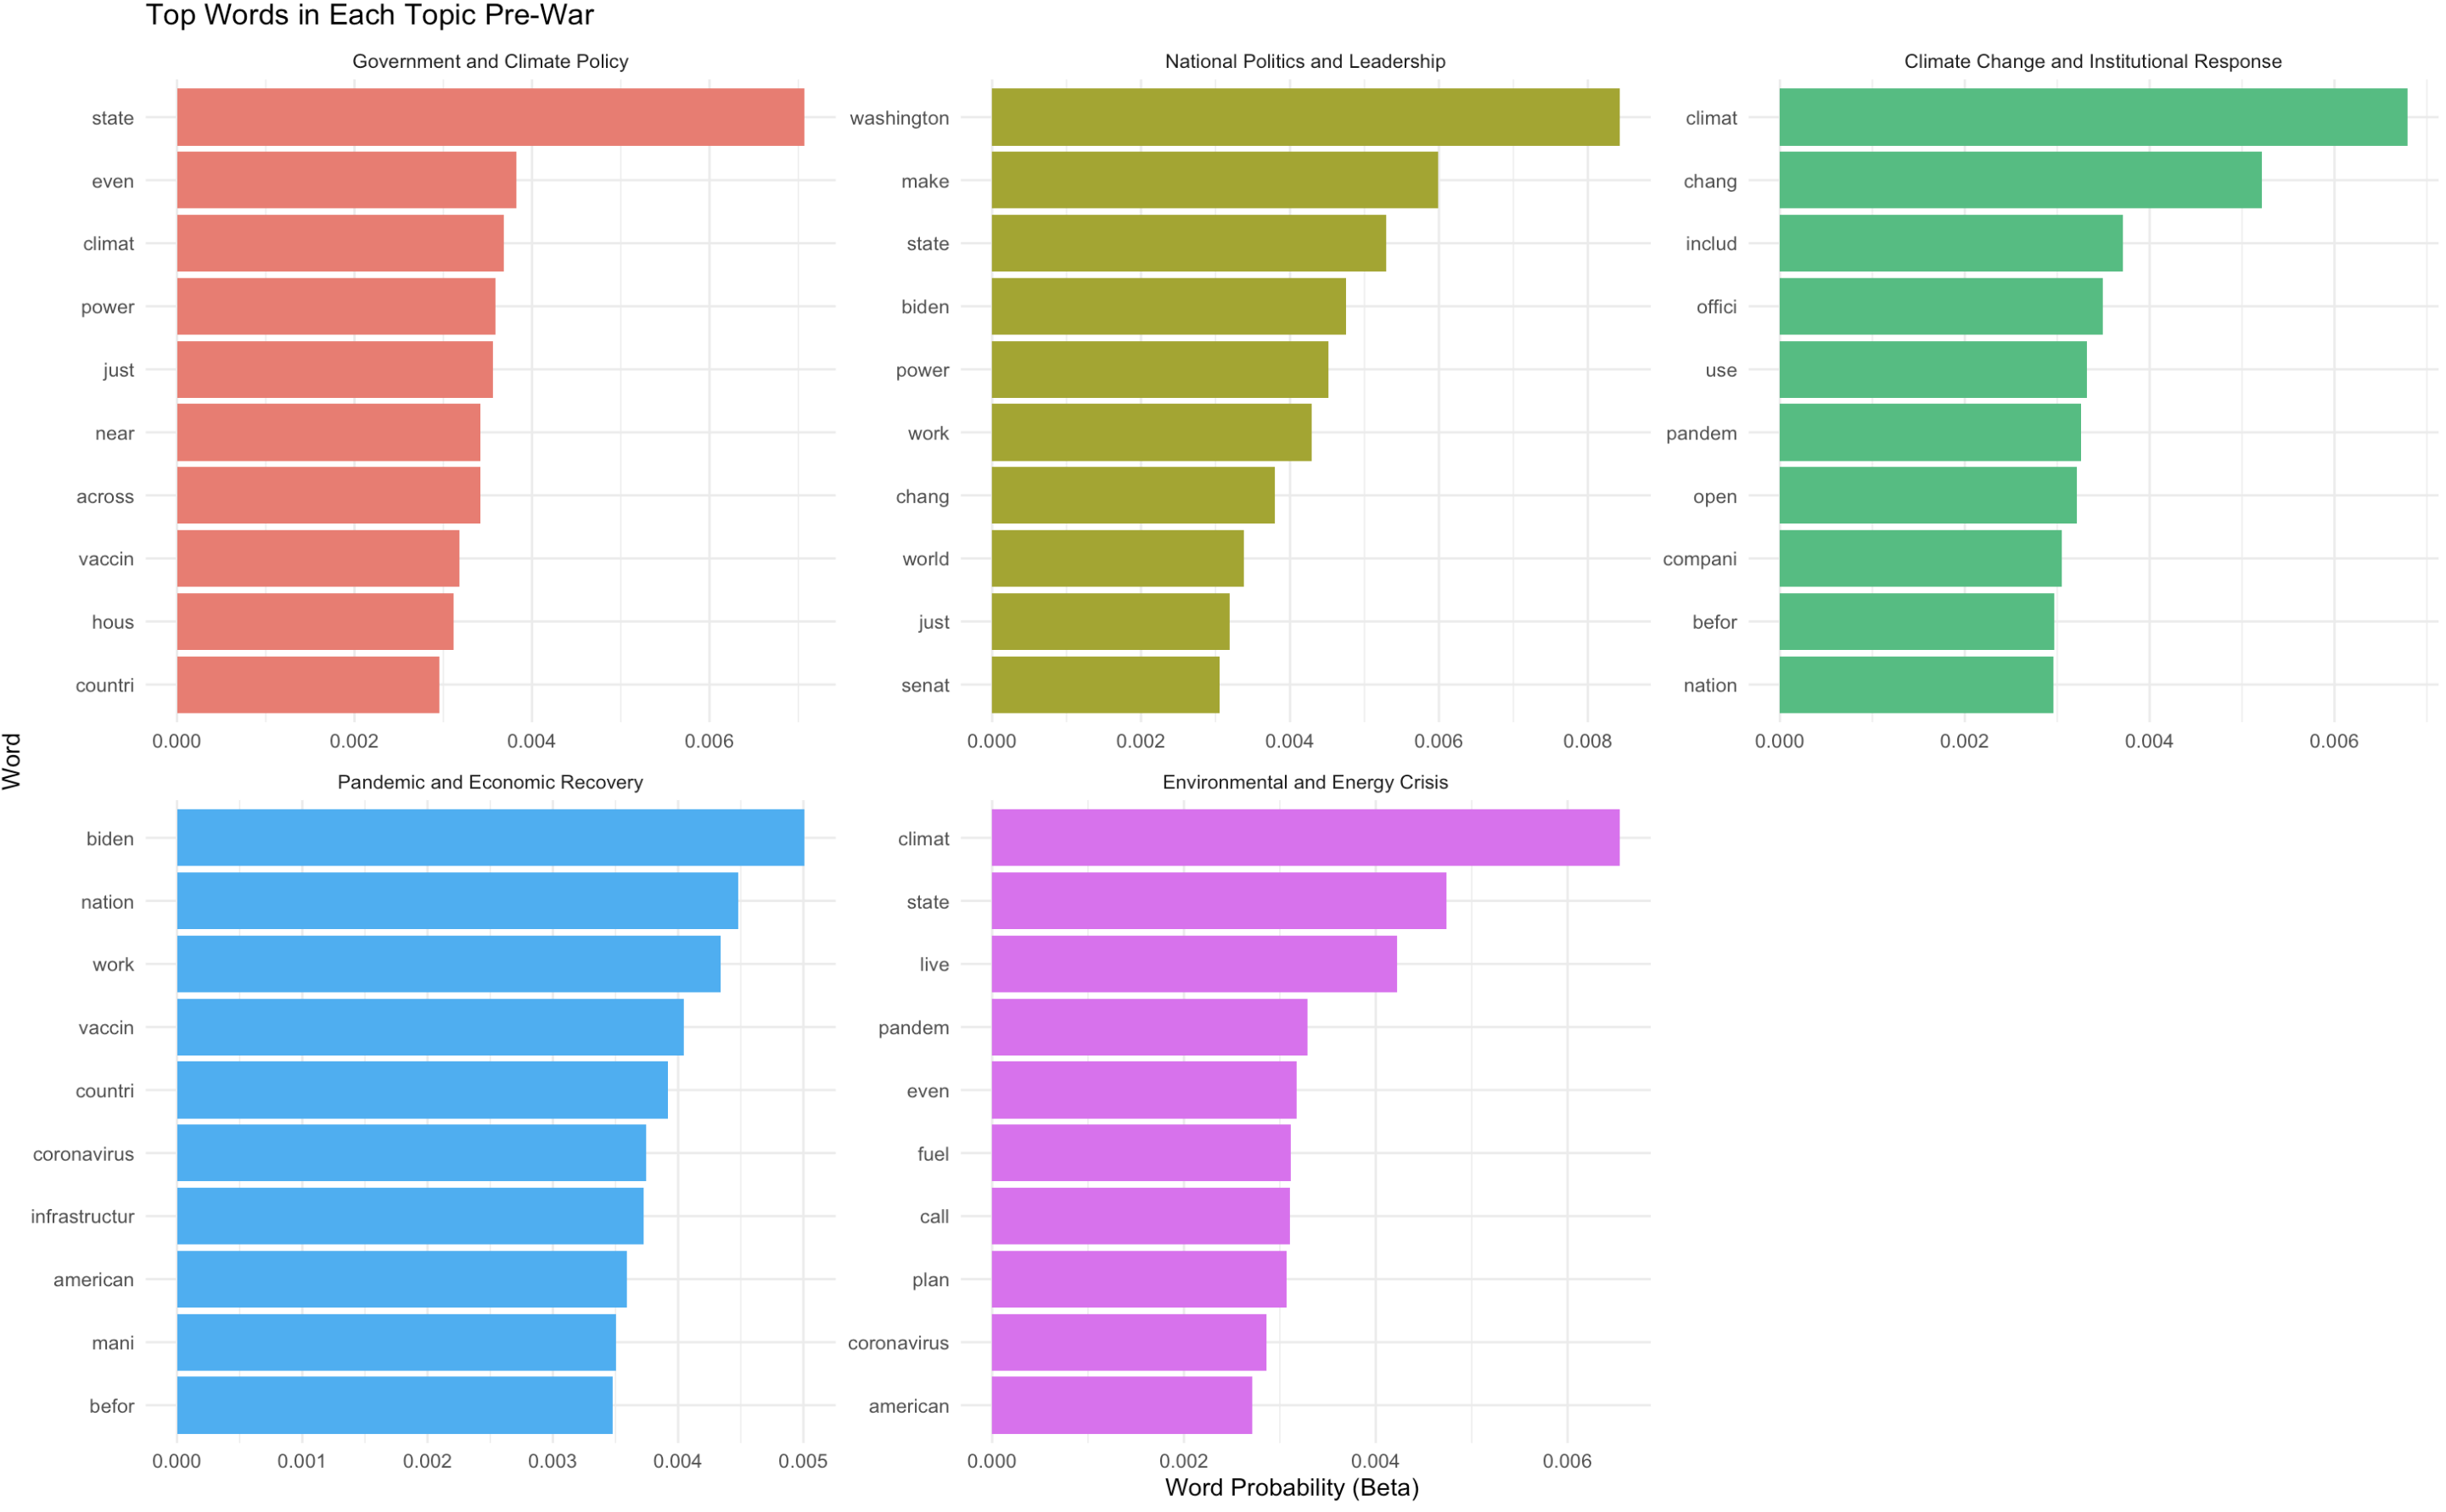 Top Words in Each Topic Pre-War
Government and Climate Policy
state
even
climat
power
just
near
across
vaccin
hous
countri
0.000 0.002 0.004 0.006
National Politics and Leadership
washington
make
state
biden
power
work
chang
world
just
senat
0.000 0.002 0.004 0.006 0.008
Climate Change and Institutional Response
climat
chang
includ
offici
use
pandem
open
compani
befor
nation
0.000 0.002 0.004 0.006
Word
Pandemic and Economic Recovery
biden
nation
work
vaccin
countri
coronavirus
infrastructur
american
mani
befor
0.000 0.001 0.002 0.003 0.004 0.005
Environmental and Energy Crisis
climat
state
live
pandem
even
fuel
call
plan
coronavirus
american
0.000 0.002 0.004 0.006
Word Probability (Beta)